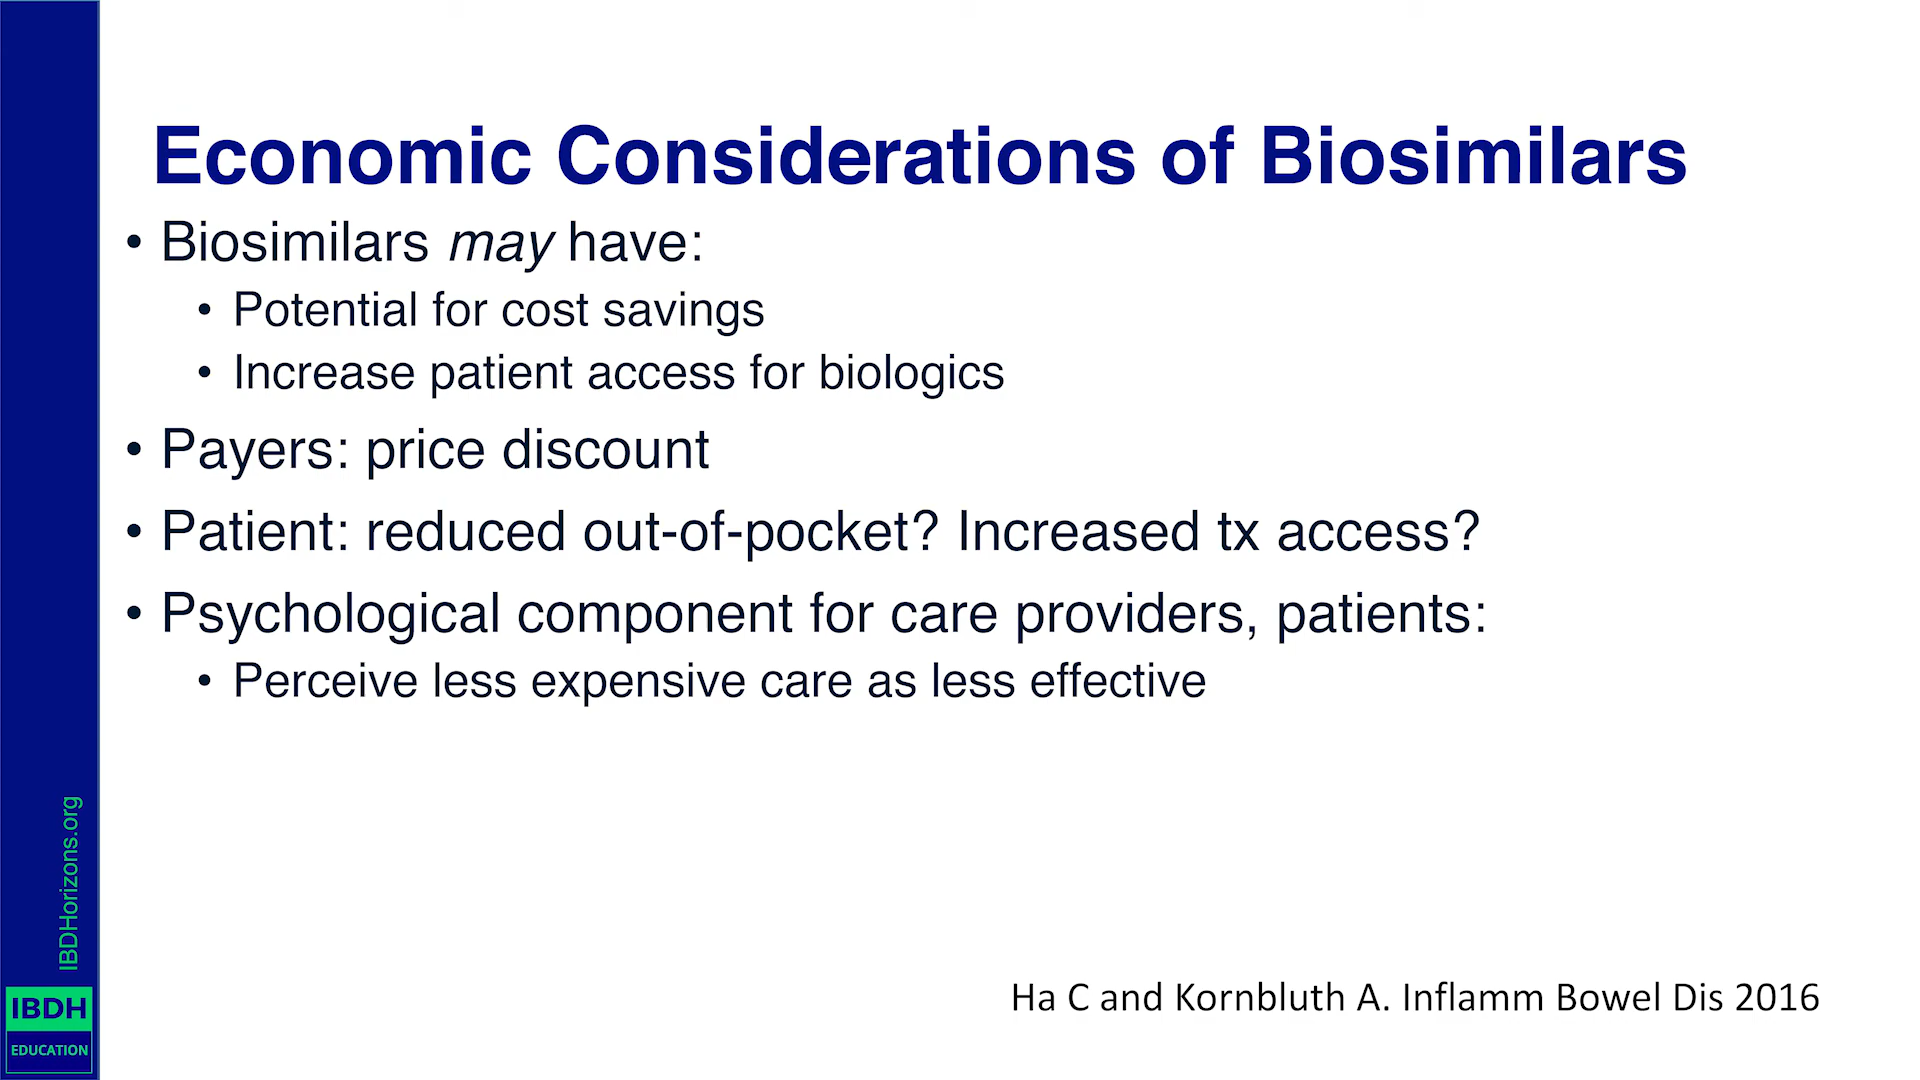 Economic Considerations of Biosimilars
• Biosimilars may have:
• Potential for cost savings
• Increase patient access for biologics
• Payers: price discount
• Patient: reduced out-of-pocket? Increased tx access?
• Psychological component for care providers, patients:
• Perceive less expensive care as less effective
Ha C and Kornbluth A. Inflamm Bowel Dis 2016
IBDHorizons.org
IBDH
EDUCATION